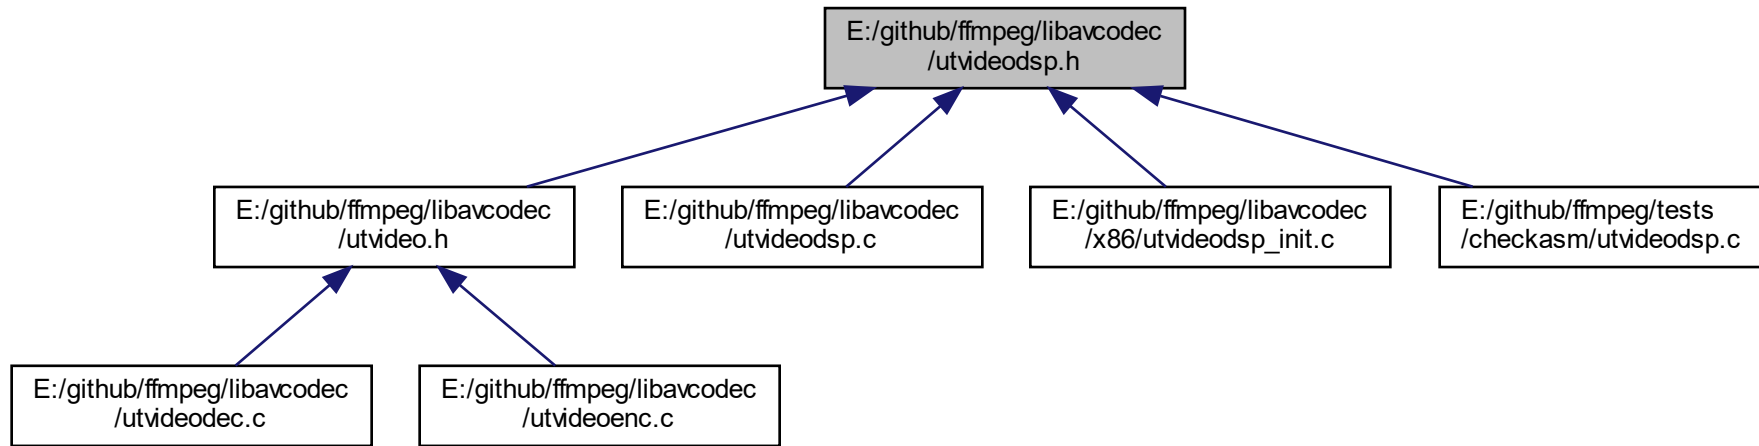 E:/github/ffmpeg/libavcodec
/utvideodsp.h
E:/github/ffmpeg/libavcodec
/utvideo.h
E:/github/ffmpeg/libavcodec
/utvideodsp.c
E:/github/ffmpeg/libavcodec
/x86/utvideodsp_init.c
E:/github/ffmpeg/tests
/checkasm/utvideodsp.c
E:/github/ffmpeg/libavcodec
/utvideodec.c
E:/github/ffmpeg/libavcodec
/utvideoenc.c